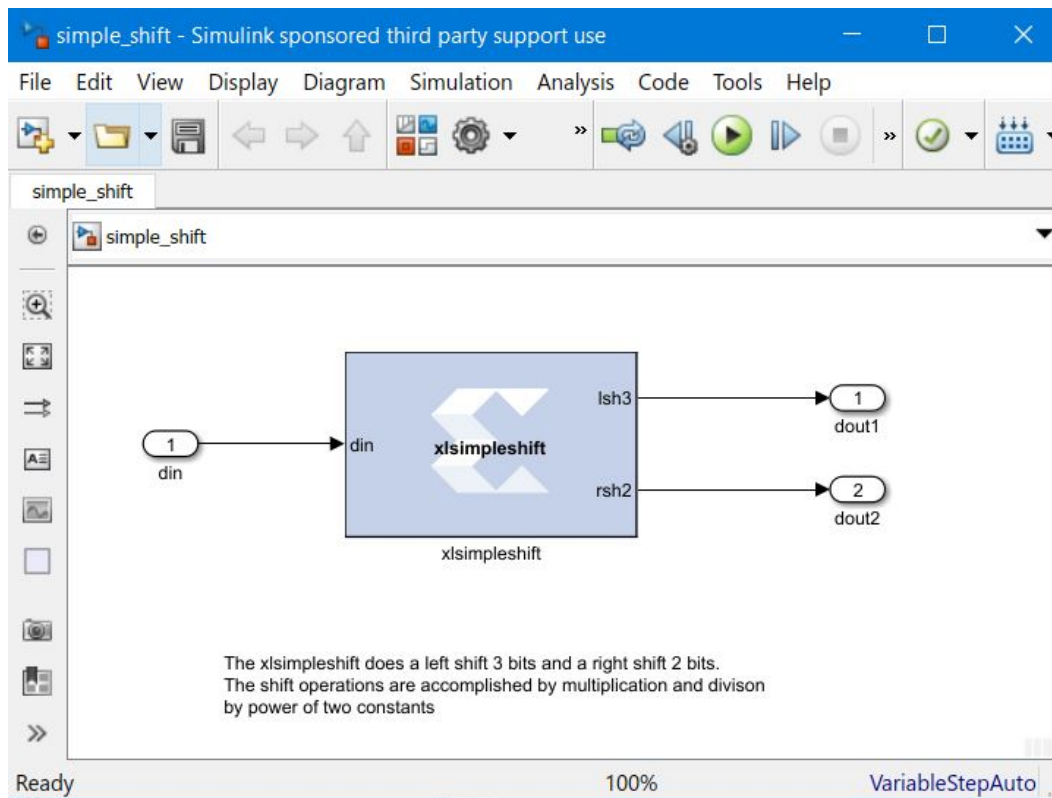 simple_shift - Simulink sponsored third party support use
File Edit View Display Diagram Simulation Analysis Code Tools Help
simple_shift
simple_shift
lsh3
1
dout1
1
din
din
xlsimpleshift
rsh2
2
dout2
xlsimpleshift
The xlsimpleshift does a left shift 3 bits and a right shift 2 bits.
The shift operations are accomplished by multiplication and divison
by power of two constants
Ready 100% VariableStepAuto